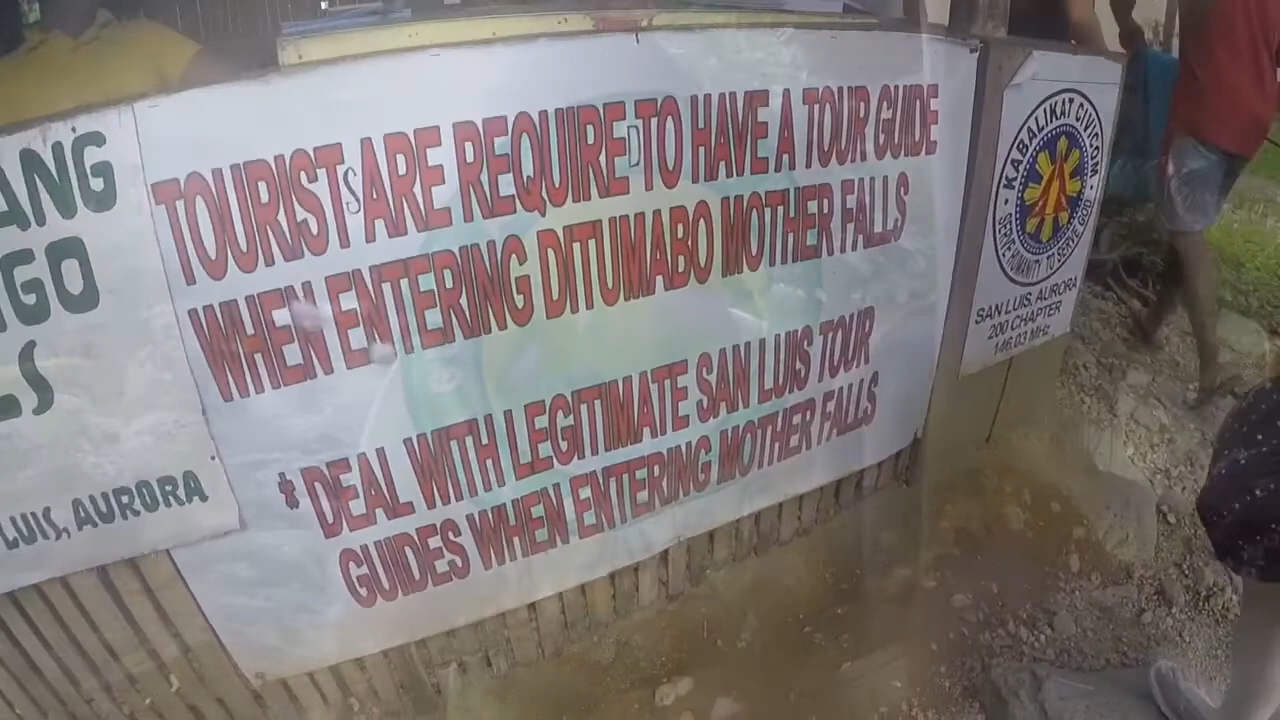 ANG
GO
LS
LUIS, AURORA
TOURISTS ARE REQUIRED TO HAVE A TOUR GUIDE
WHEN ENTERING DITUMABO MOTHER FALLS
* DEAL WITH LEGITIMATE SAN LUIS TOUR
GUIDES WHEN ENTERING MOTHER FALLS
KABALIKAT CIVICOM
SERVE HUMANITY TO SERVE GOD
SAN LUIS, AURORA
200 CHAPTER
146.03 MHz